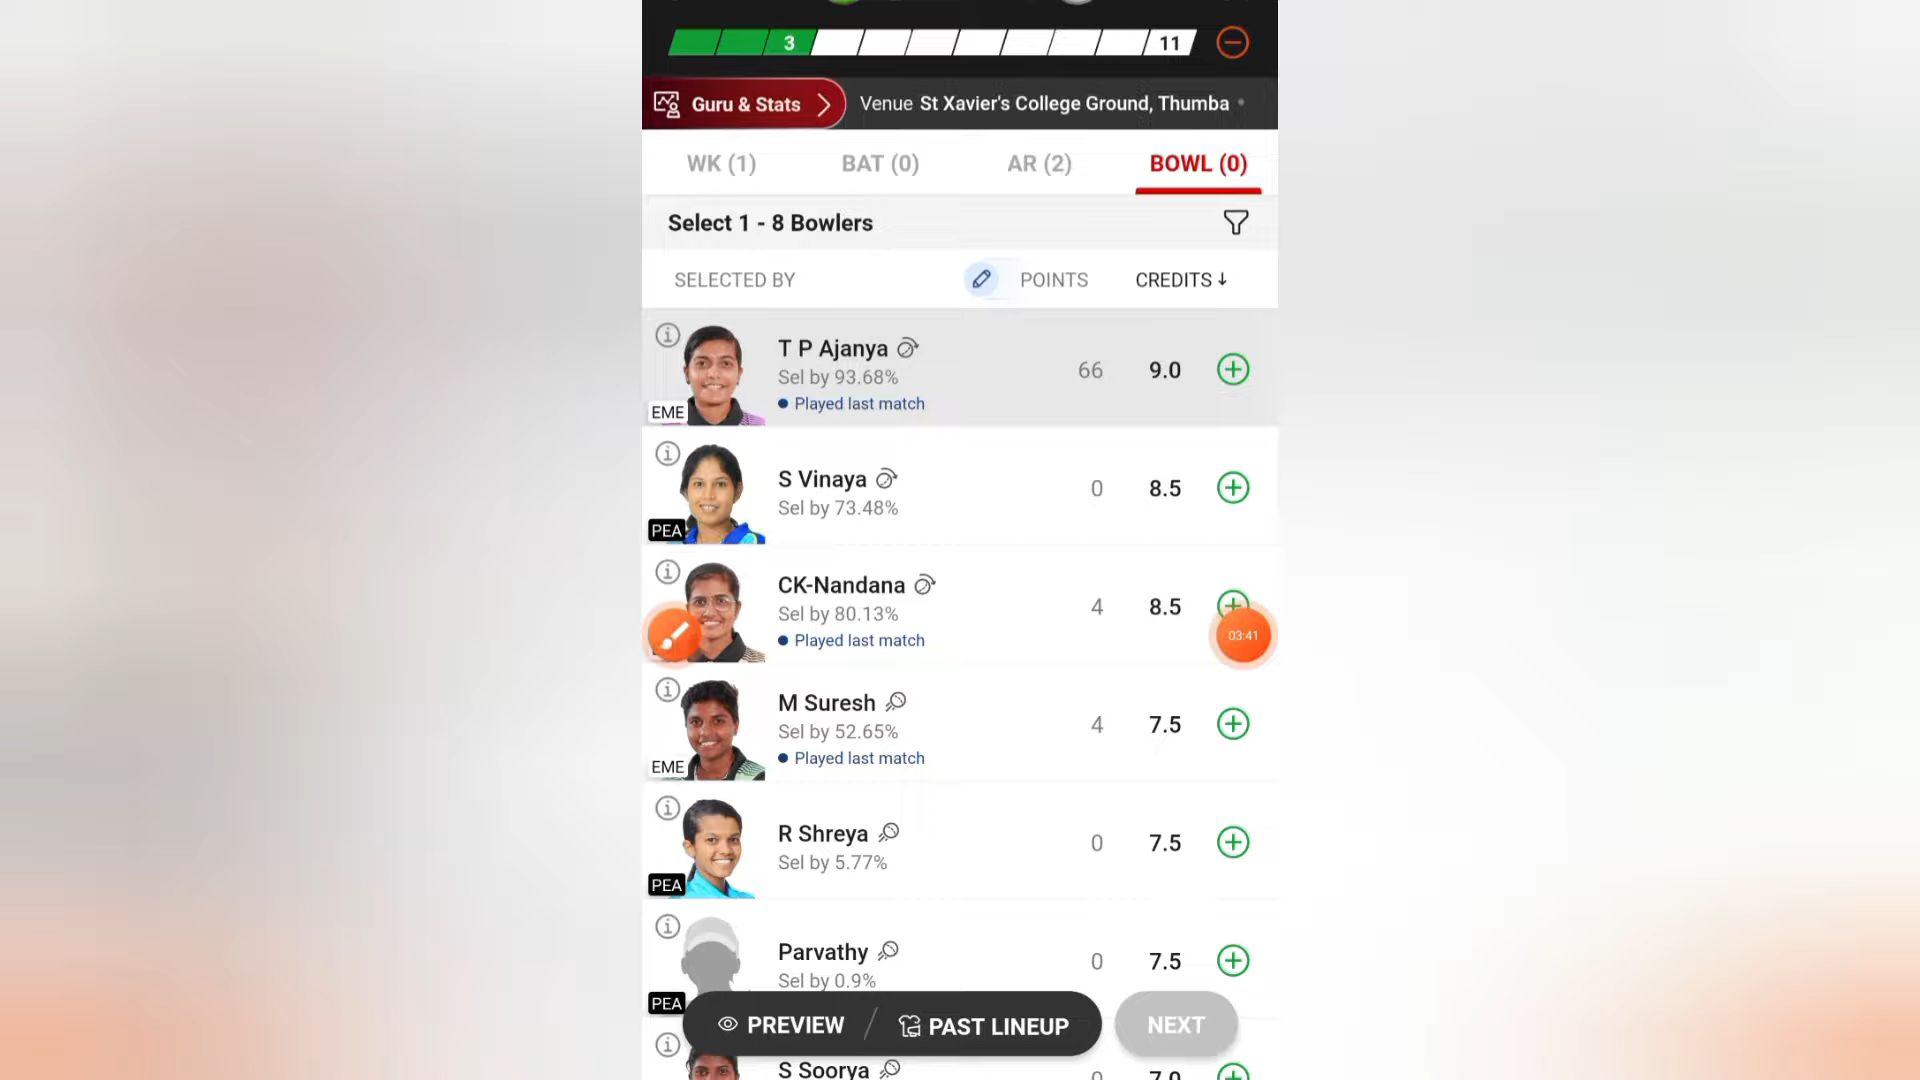 3 11
Guru & Stats Venue St Xavier's College Ground, Thumba
WK (1) BAT (0) AR (2) BOWL (0)
Select 1 - 8 Bowlers
SELECTED BY POINTS CREDITS ↓
T P Ajanya
Sel by 93.68% 66 9.0
Played last match
EME
S Vinaya
Sel by 73.48% 0 8.5
PEA
CK-Nandana
Sel by 80.13% 4 8.5
Played last match
03:41
M Suresh
Sel by 52.65% 4 7.5
Played last match
EME
R Shreya
Sel by 5.77% 0 7.5
PEA
Parvathy
Sel by 0.9% 0 7.5
PEA
PREVIEW / PAST LINEUP NEXT
S Soorya 0 7.0